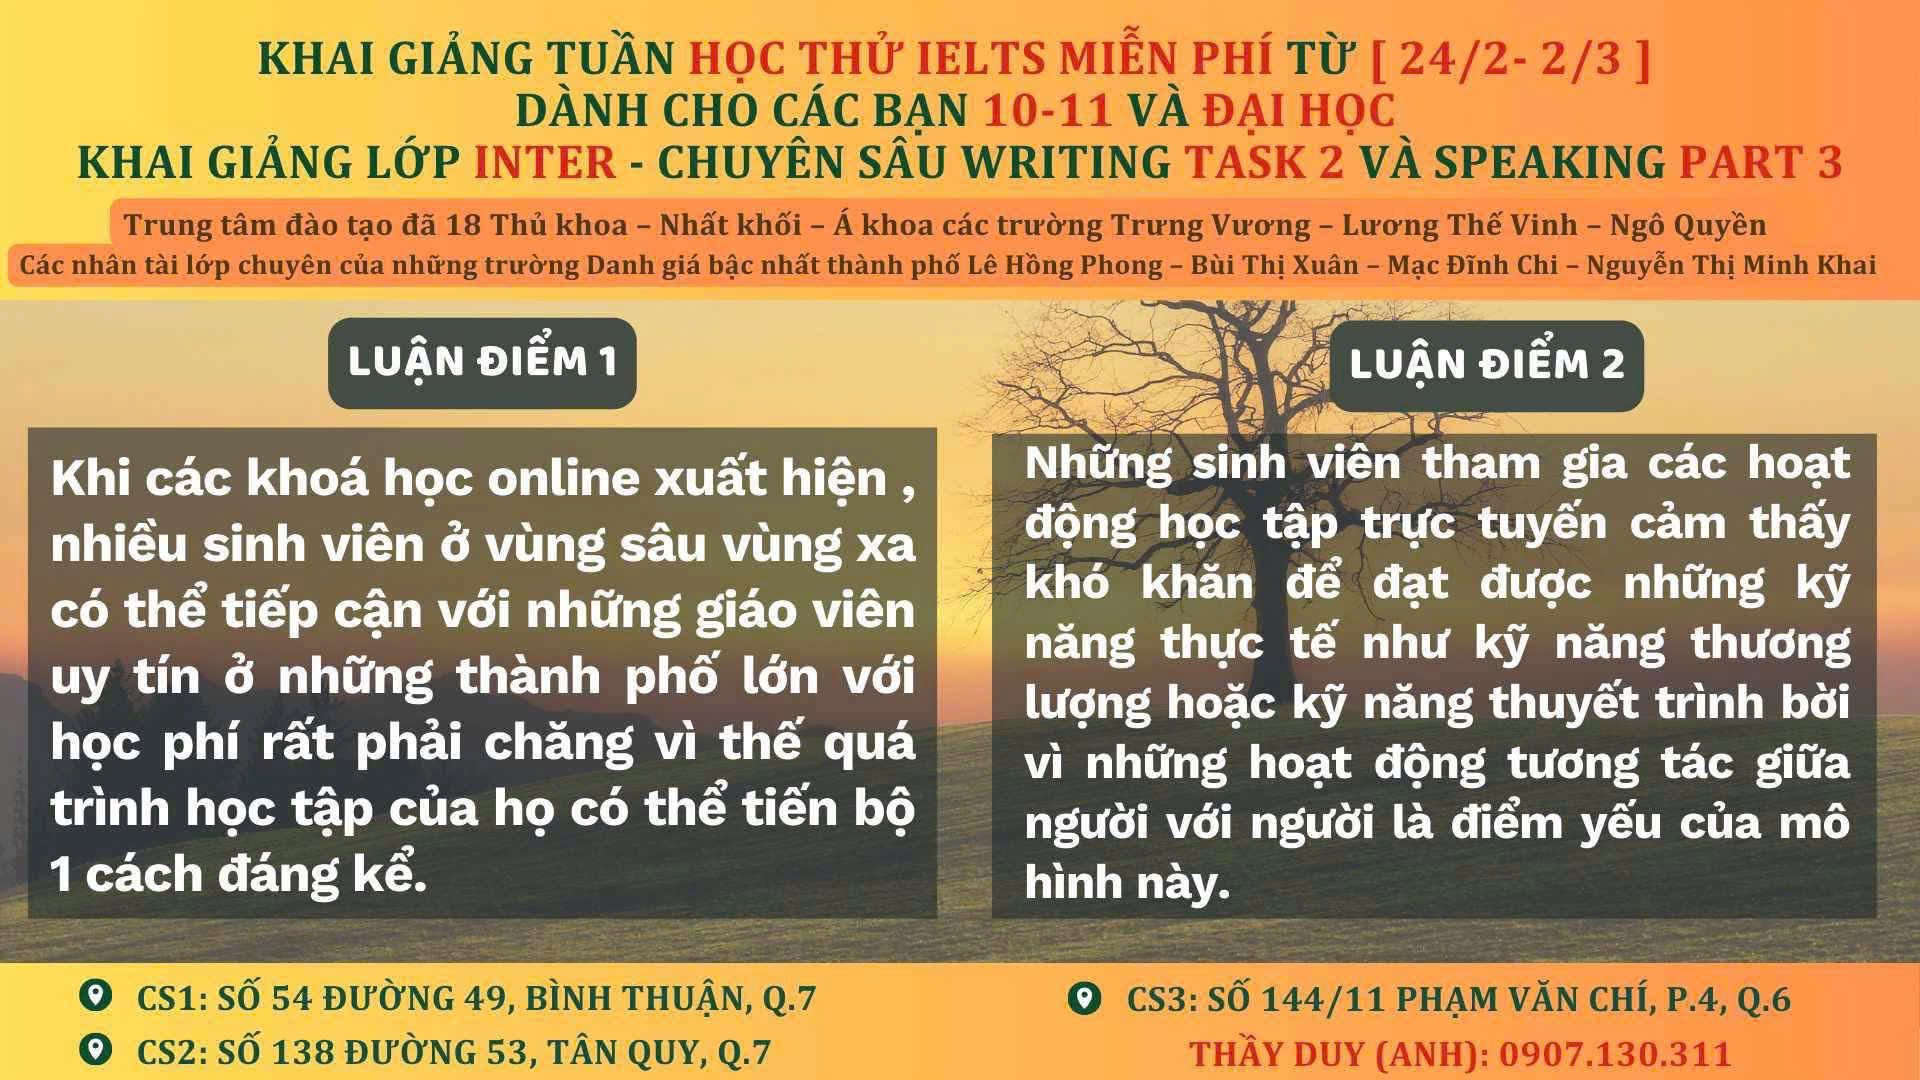 KHAI GIẢNG TUẦN HỌC THỬ IELTS MIỄN PHÍ TỪ [ 24/2- 2/3 ]
DÀNH CHO CÁC BẠN 10-11 VÀ ĐẠI HỌC
KHAI GIẢNG LỚP INTER - CHUYÊN SÂU WRITING TASK 2 VÀ SPEAKING PART 3
Trung tâm đào tạo đã 18 Thủ khoa – Nhất khối – Á khoa các trường Trưng Vương – Lương Thế Vinh – Ngô Quyền
Các nhân tài lớp chuyên của những trường Danh giá bậc nhất thành phố Lê Hồng Phong – Bùi Thị Xuân – Mạc Đĩnh Chi – Nguyễn Thị Minh Khai
LUẬN ĐIỂM 1
Khi các khoá học online xuất hiện ,
nhiều sinh viên ở vùng sâu vùng xa
có thể tiếp cận với những giáo viên
uy tín ở những thành phố lớn với
học phí rất phải chăng vì thế quá
trình học tập của họ có thể tiến bộ
1 cách đáng kể.
LUẬN ĐIỂM 2
Những sinh viên tham gia các hoạt
động học tập trực tuyến cảm thấy
khó khăn để đạt được những kỹ
năng thực tế như kỹ năng thương
lượng hoặc kỹ năng thuyết trình bời
vì những hoạt động tương tác giữa
người với người là điểm yếu của mô
hình này.
CS1: SỐ 54 ĐƯỜNG 49, BÌNH THUẬN, Q.7
CS2: SỐ 138 ĐƯỜNG 53, TÂN QUY, Q.7
CS3: SỐ 144/11 PHẠM VĂN CHÍ, P.4, Q.6
THẦY DUY (ANH): 0907.130.311